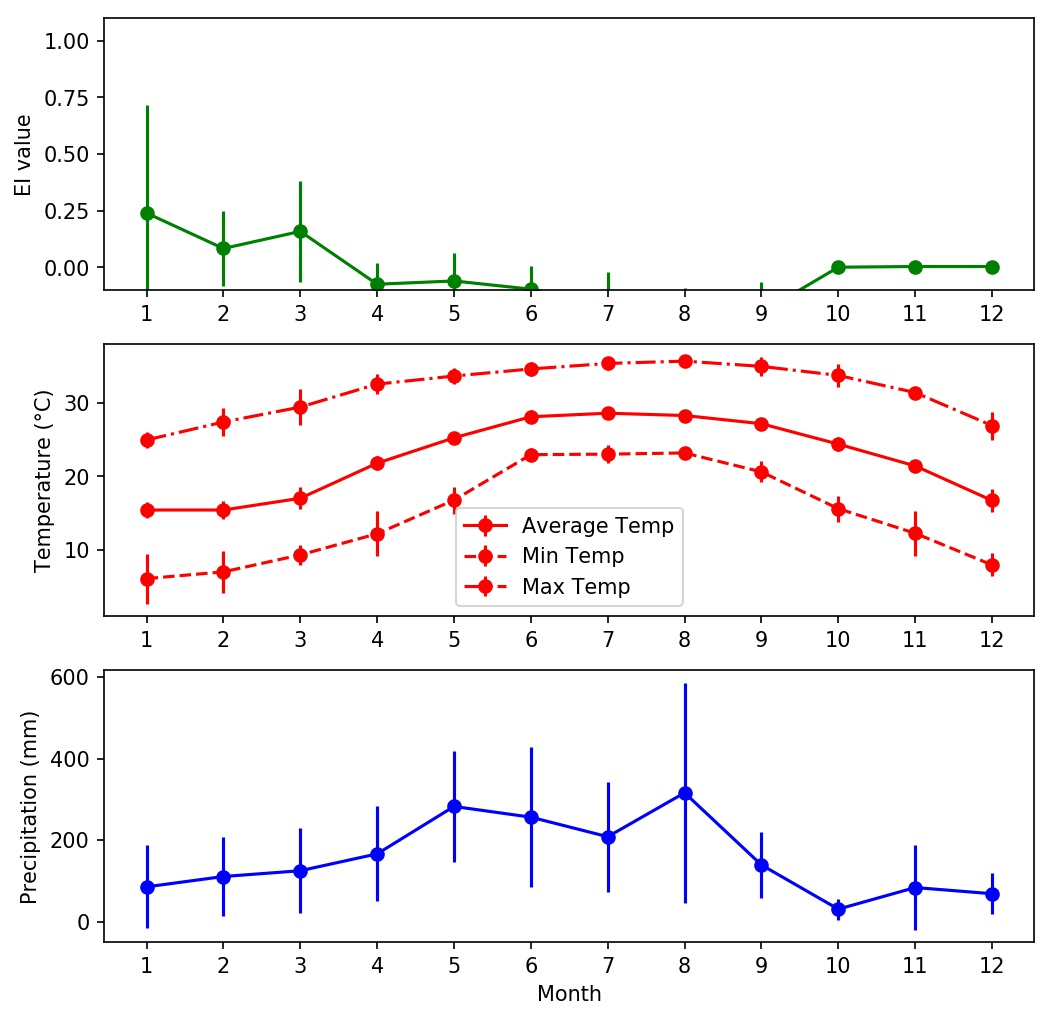 EI value
1.00
0.75
0.50
0.25
0.00
1 2 3 4 5 6 7 8 9 10 11 12
Temperature (°C)
30
20
10
Average Temp
Min Temp
Max Temp
1 2 3 4 5 6 7 8 9 10 11 12
Precipitation (mm)
600
400
200
0
1 2 3 4 5 6 7 8 9 10 11 12
Month